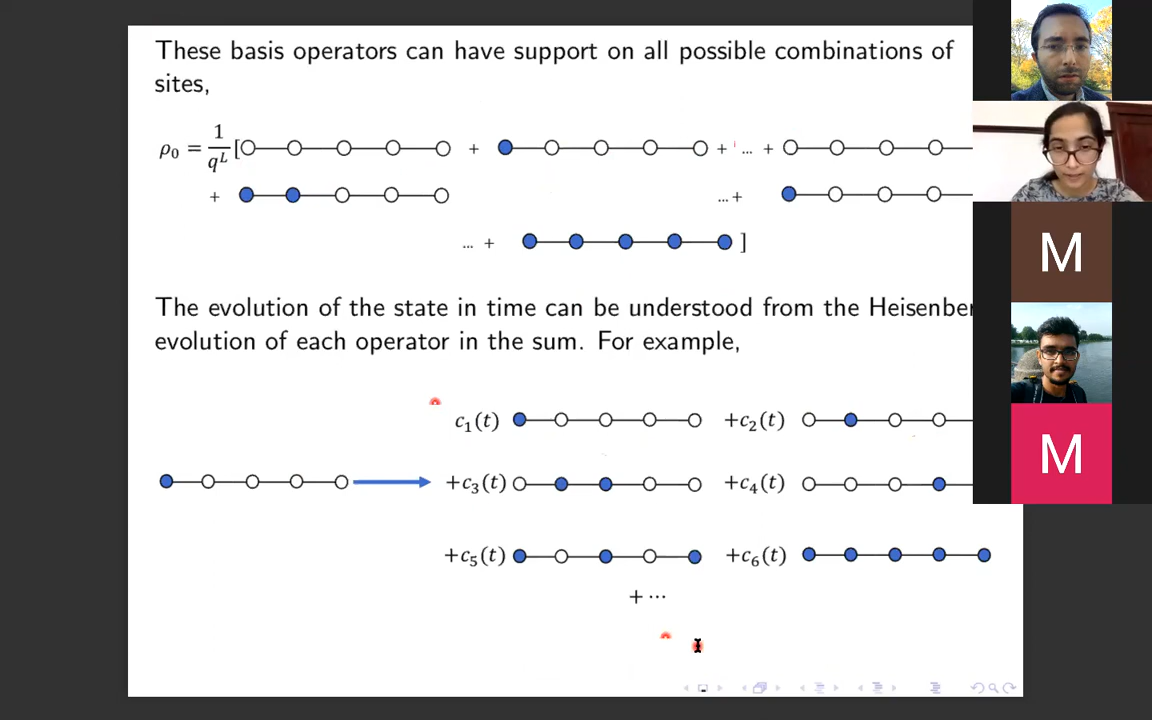 These basis operators can have support on all possible combinations of
sites,
ρ₀ = 1/q^L [ + + ... +
+ ... +
... + ]
The evolution of the state in time can be understood from the Heisenber
evolution of each operator in the sum. For example,
c₁(t) +c₂(t)
+c₃(t) +c₄(t)
+c₅(t) +c₆(t)
+ ···
M
M